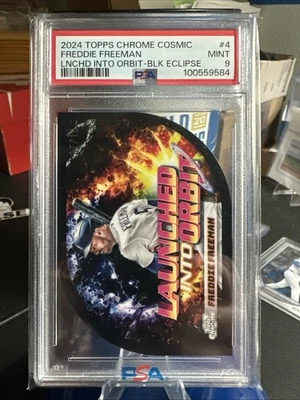 2024 TOPPS CHROME COSMIC #4
FREDDIE FREEMAN MINT
LNCHD INTO ORBIT-BLK ECLIPSE 9
PSA 100559584
LAUNCHED
INTO ORBIT
FREDDIE FREEMAN
PSA